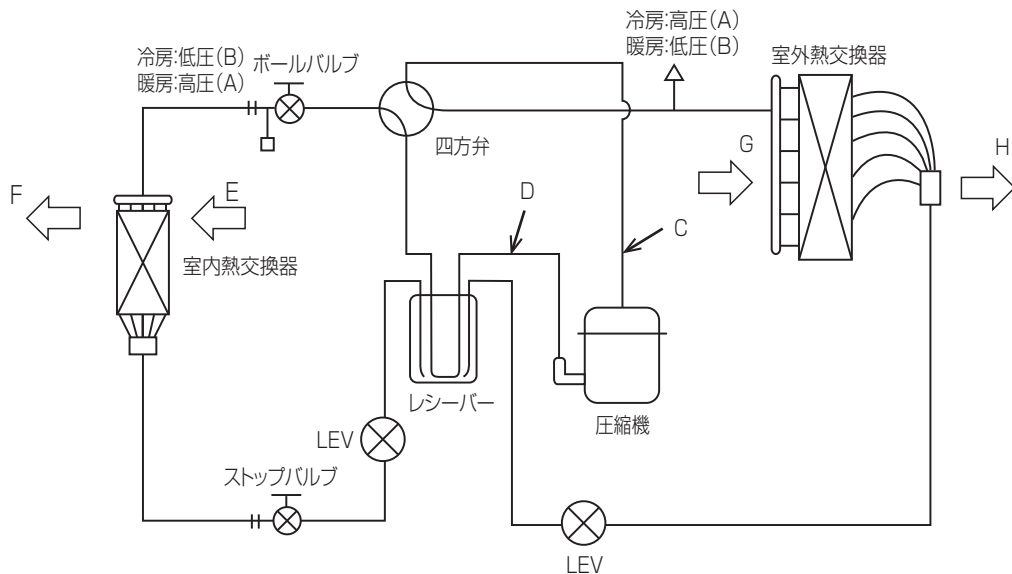 冷房:高圧(A)
暖房:低圧(B)
室外熱交換器
冷房:低圧(B)
暖房:高圧(A)
ボールバルブ
四方弁
G
H
F
E
D
C
室内熱交換器
レシーバー
圧縮機
LEV
ストップバルブ
LEV